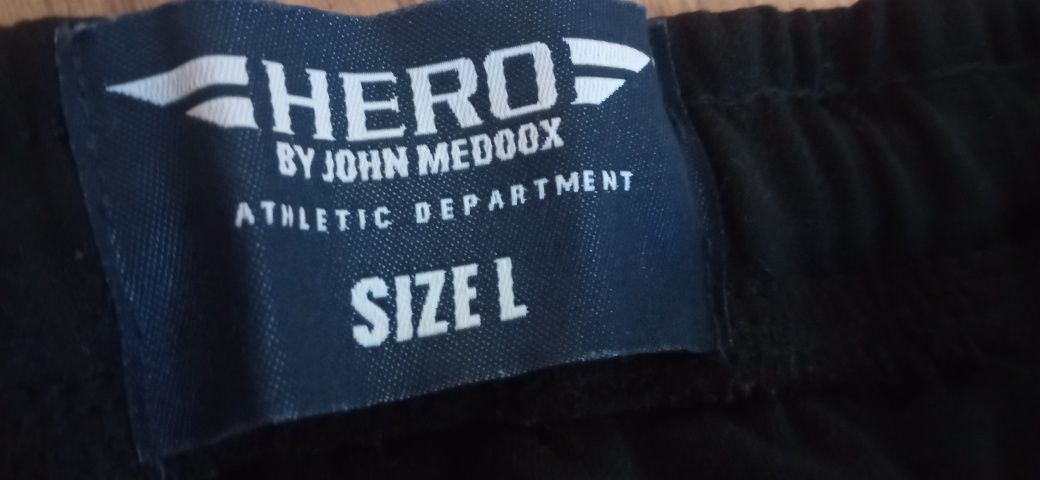 HERO
BY JOHN MEDOOX
ATHLETIC DEPARTMENT
SIZE L